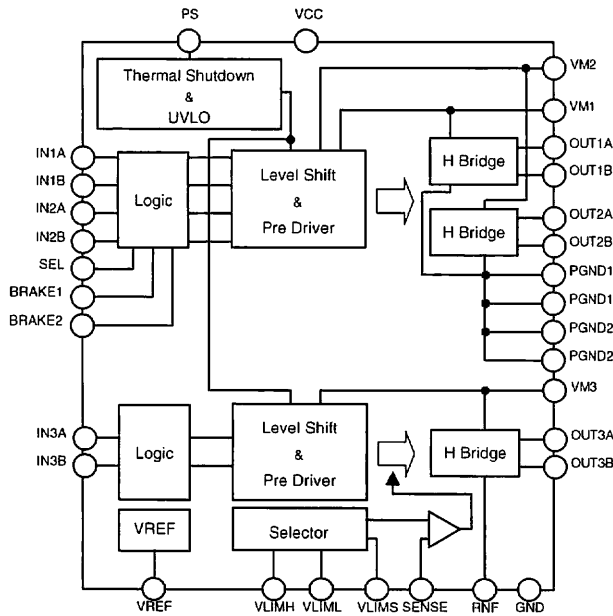 PS
VCC
Thermal Shutdown
&
UVLO
VM2
VM1
IN1A
IN1B
IN2A
IN2B
SEL
BRAKE1
BRAKE2
Logic
Level Shift
&
Pre Driver
H Bridge
H Bridge
OUT1A
OUT1B
OUT2A
OUT2B
PGND1
PGND1
PGND2
PGND2
VM3
IN3A
IN3B
Logic
Level Shift
&
Pre Driver
H Bridge
OUT3A
OUT3B
VREF
Selector
VREF
VLIMH
VLIML
VLIMS
SENSE
RNF
GND